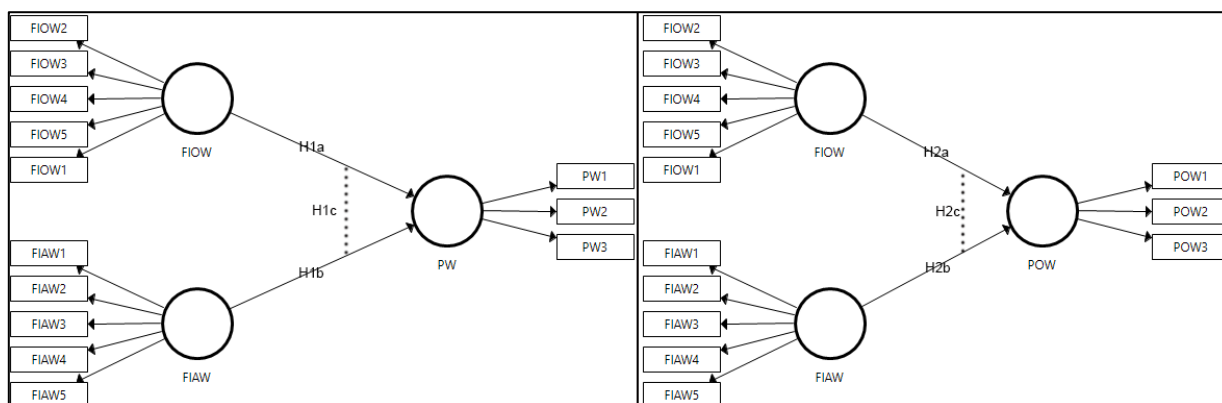 FIOW2
FIOW3
FIOW4
FIOW5
FIOW1
FIOW
H1a
H1c
H1b
PW
PW1
PW2
PW3
FIAW1
FIAW2
FIAW3
FIAW4
FIAW5
FIAW
FIOW2
FIOW3
FIOW4
FIOW5
FIOW1
FIOW
H2a
H2c
H2b
POW
POW1
POW2
POW3
FIAW1
FIAW2
FIAW3
FIAW4
FIAW5
FIAW